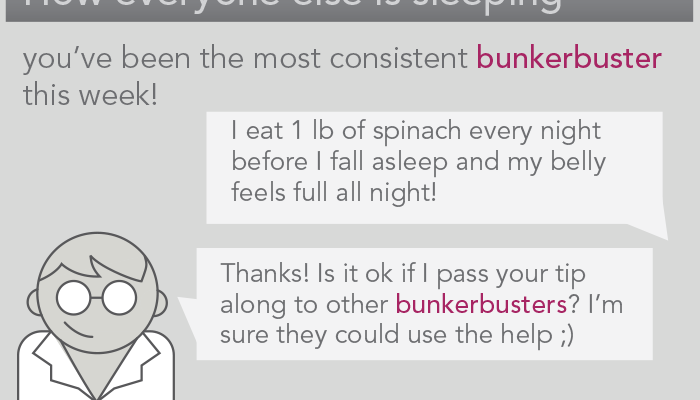 How everyone else is sleeping
you’ve been the most consistent bunkerbuster
this week!
I eat 1 lb of spinach every night
before I fall asleep and my belly
feels full all night!
Thanks! Is it ok if I pass your tip
along to other bunkerbusters? I’m
sure they could use the help ;)